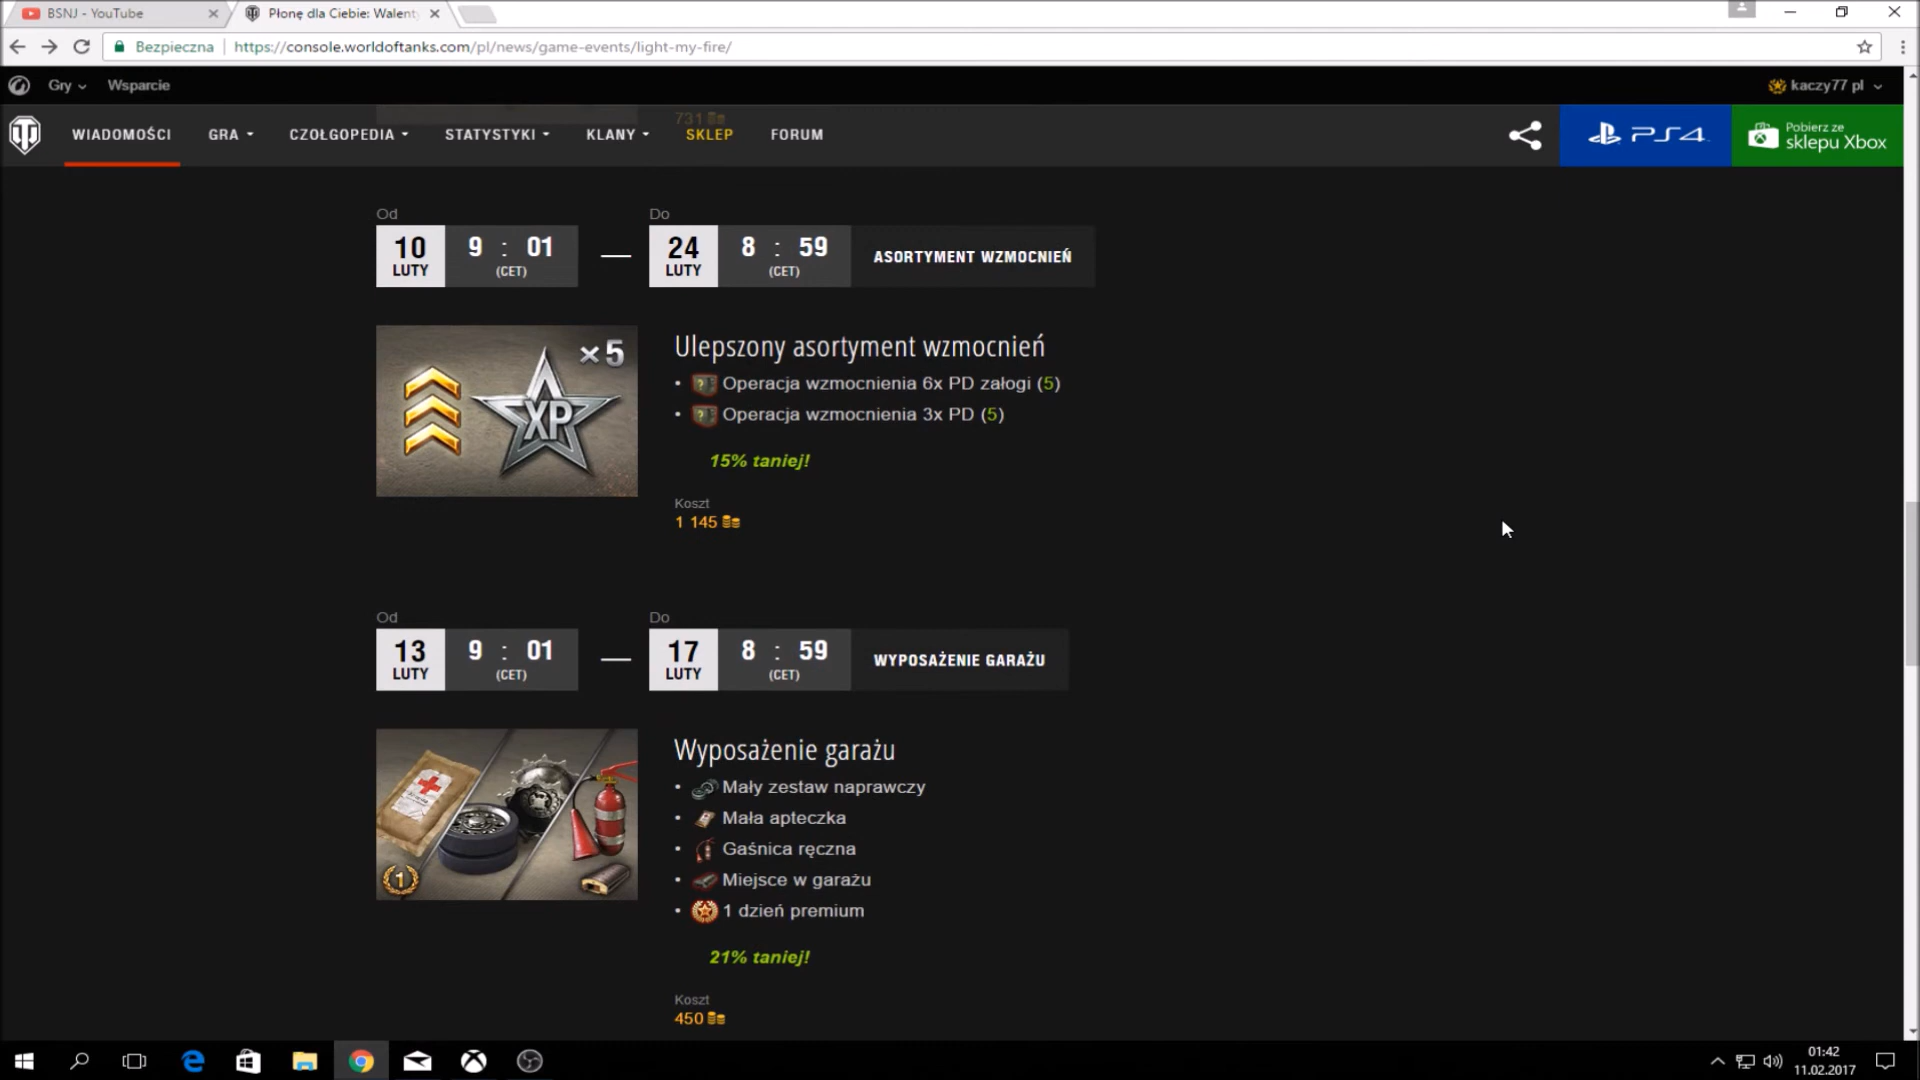 BSNJ - YouTube
Płonę dla Ciebie: Walent
Bezpieczna
https://console.worldoftanks.com/pl/news/game-events/light-my-fire/
Gry
Wsparcie
kaczy77 pl
731
WIADOMOŚCI
GRA
CZOŁGOPEDIA
STATYSTYKI
KLANY
SKLEP
FORUM
PS4
Pobierz ze
sklepu Xbox
Od
Do
10
LUTY
9 : 01
(CET)
24
LUTY
8 : 59
(CET)
ASORTYMENT WZMOCNIEŃ
×5
XP
Ulepszony asortyment wzmocnień
• Operacja wzmocnienia 6x PD załogi (5)
• Operacja wzmocnienia 3x PD (5)
15% taniej!
Koszt
1 145
Od
Do
13
LUTY
9 : 01
(CET)
17
LUTY
8 : 59
(CET)
WYPOSAŻENIE GARAŻU
1
Wyposażenie garażu
• Mały zestaw naprawczy
• Mała apteczka
• Gaśnica ręczna
• Miejsce w garażu
• 1 dzień premium
21% taniej!
Koszt
450
01:42
11.02.2017